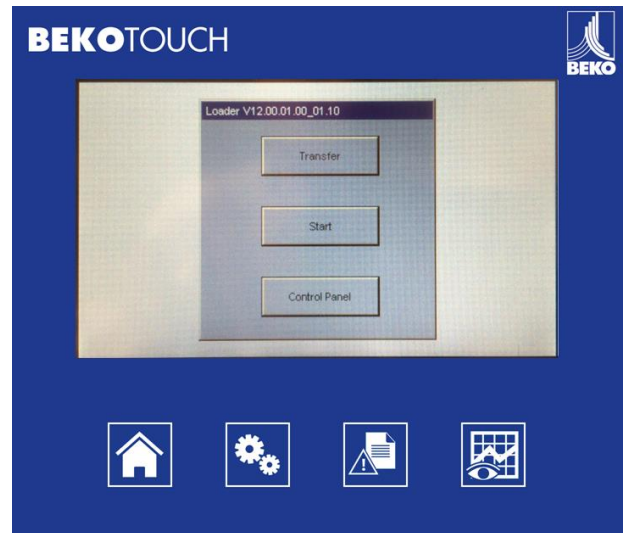 BEKOTOUCH
BEKO
Loader V12.00.01.00_01.10
Transfer
Start
Control Panel